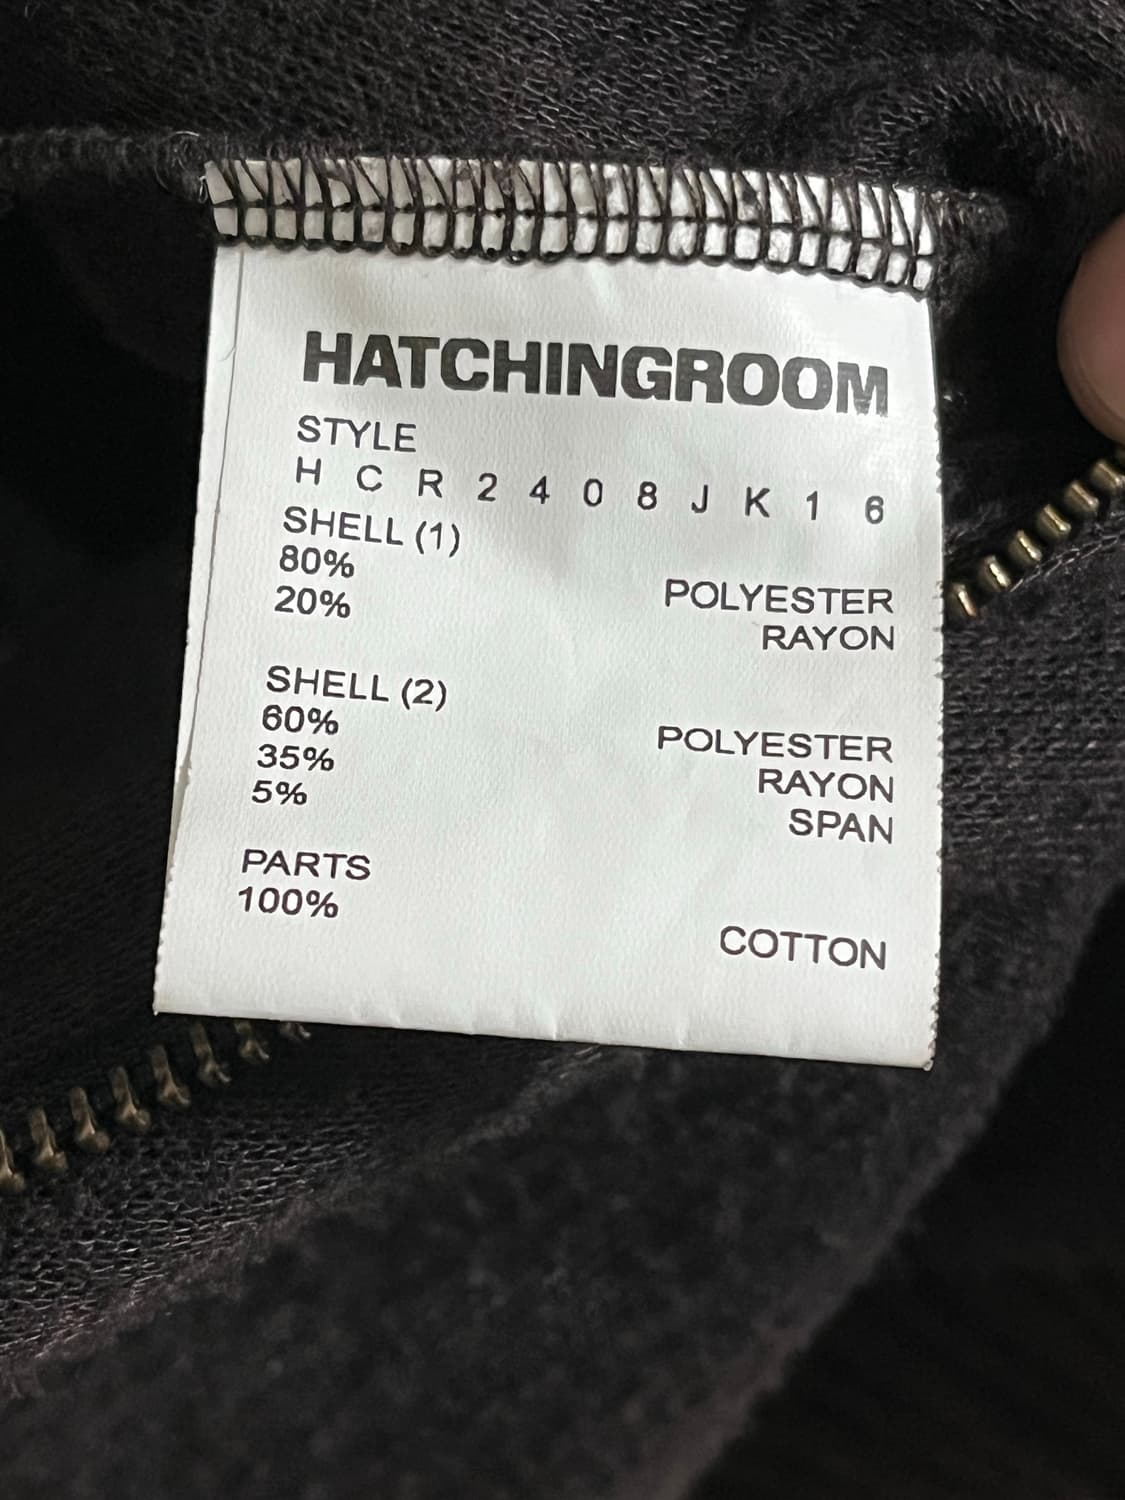 HATCHINGROOM
STYLE
H C R 2 4 0 8 J K 1 6
SHELL (1)
80% POLYESTER
20% RAYON
SHELL (2)
60% POLYESTER
35% RAYON
5% SPAN
PARTS
100% COTTON